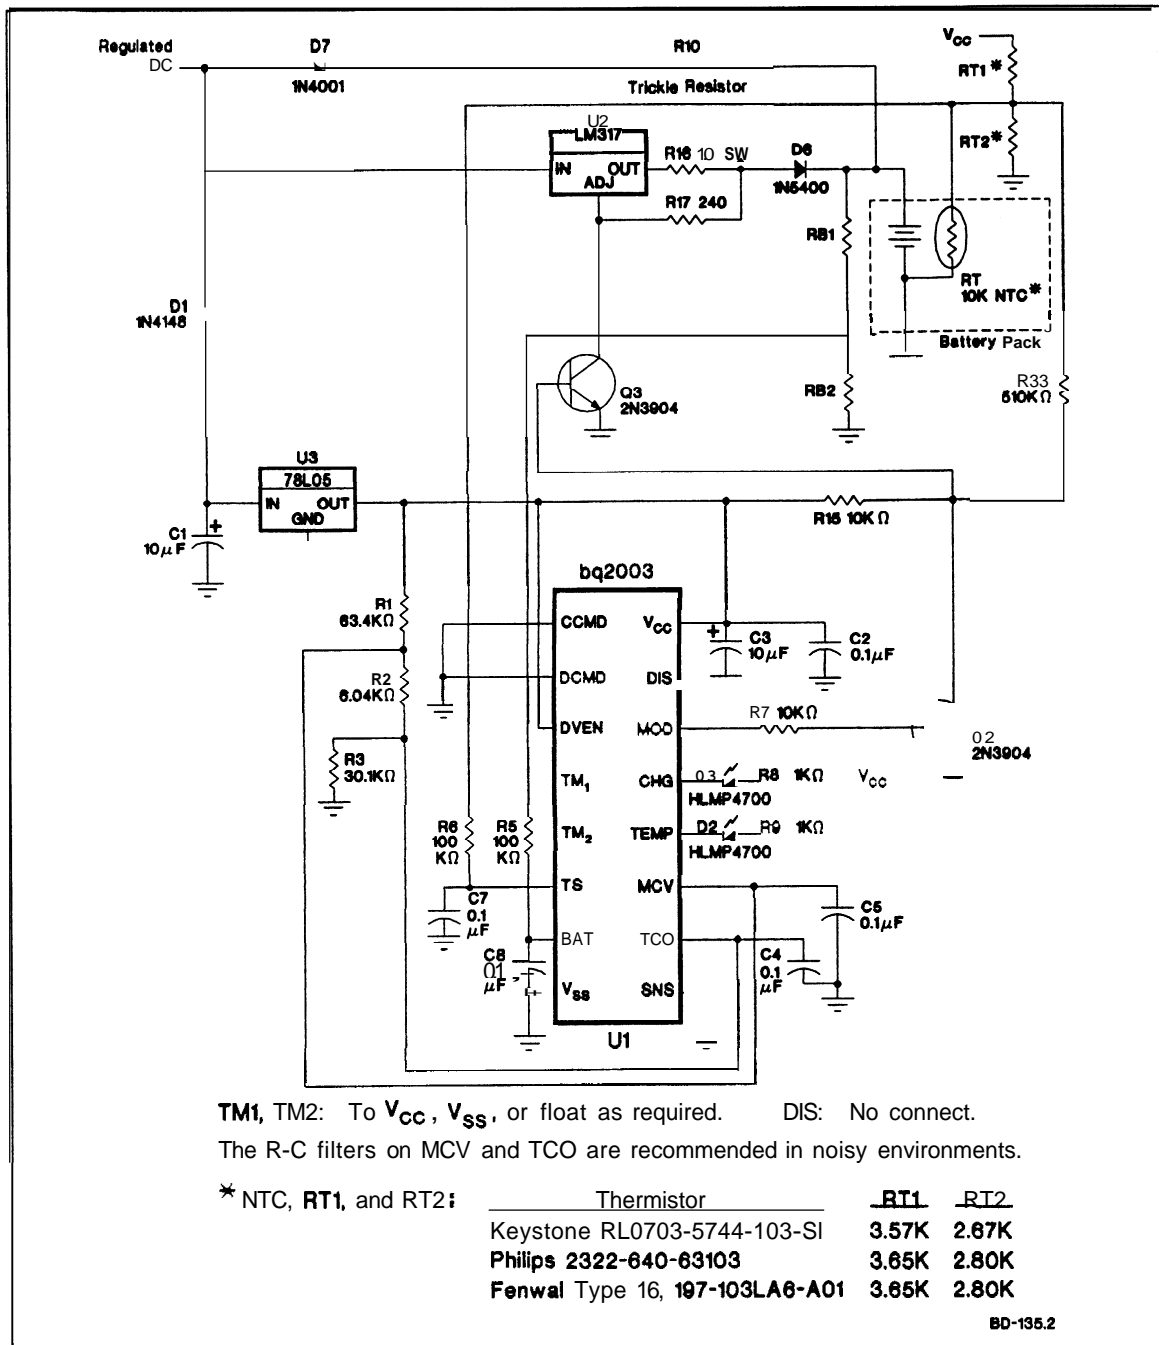 Regulated
DC
D7
1N4001
R10
Trickle Resistor
VCC
RT1*
RT2*
U2
LM317
IN OUT
ADJ
R16 10 SW
R17 240
D6
1N5400
RB1
RT
10K NTC*
Battery Pack
D1
1N4148
Q3
2N3904
RB2
R33
510KΩ
U3
78L05
IN OUT
GND
C1
10μF
+
R15 10KΩ
bq2003
R1
63.4KΩ
R2
6.04KΩ
R3
30.1KΩ
CCMD
DCMD
DVEN
TM1
TM2
TS
BAT
VSS
VCC
DIS
MOD
CHG
TEMP
MCV
TCO
SNS
U1
+
C3
10μF
C2
0.1μF
R7 10KΩ
02
2N3904
03
HLMP4700
R8 1KΩ
VCC
D2
HLMP4700
R9 1KΩ
R6
100
KΩ
R5
100
KΩ
C7
0.1
μF
C8
01
μF
C5
0.1μF
C4
0.1
μF
TM1, TM2: To VCC, VSS, or float as required. DIS: No connect.
The R-C filters on MCV and TCO are recommended in noisy environments.
* NTC, RT1, and RT2: Thermistor RT1 RT2
Keystone RL0703-5744-103-SI 3.57K 2.67K
Philips 2322-640-63103 3.65K 2.80K
Fenwal Type 16, 197-103LA6-A01 3.65K 2.80K
BD-135.2